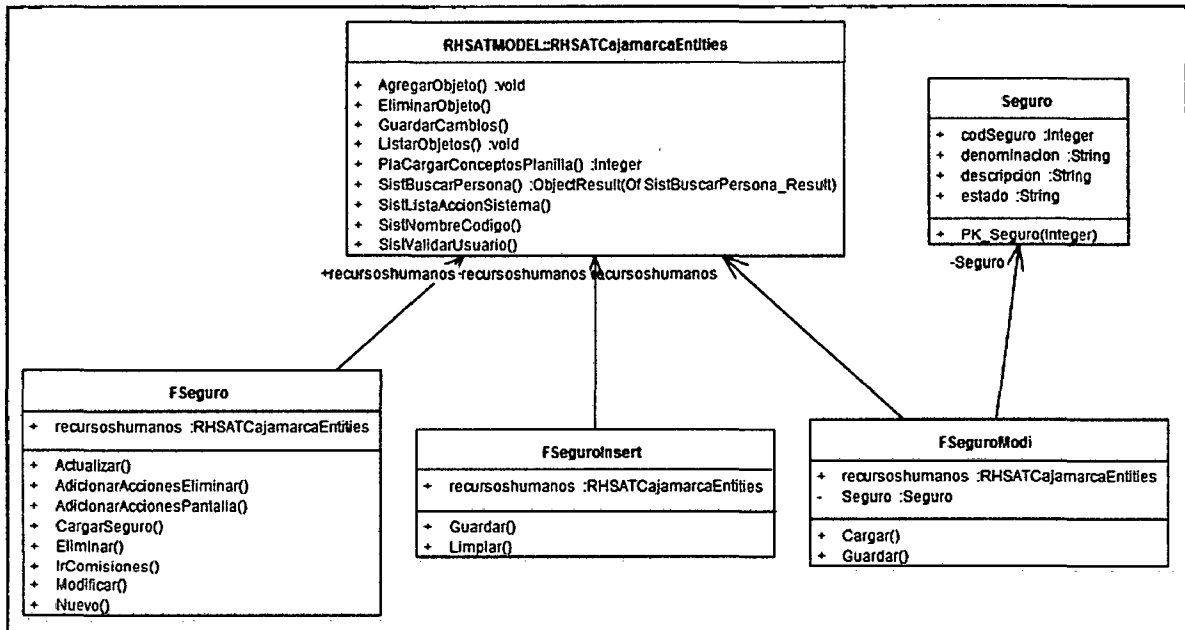 RHSATMODEL::RHSATCajamarcaEntities
+ AgregarObjeto() :void
+ EliminarObjeto()
+ GuardarCambios()
+ ListarObjetos() :void
+ PlaCargarConceptosPlanilla() :Integer
+ SistBuscarPersona() :ObjectResult(Of SistBuscarPersona_Result)
+ SistListaAccionSistema()
+ SistNombreCodigo()
+ SistValidarUsuario()
Seguro
+ codSeguro :Integer
+ denominacion :String
+ descripcion :String
+ estado :String
+ PK_Seguro(Integer)
+recursoshumanos +recursoshumanos +recursoshumanos
-Seguro
FSeguro
+ recursoshumanos :RHSATCajamarcaEntities
+ Actualizar()
+ AdicionarAccionesEliminar()
+ AdicionarAccionesPantalla()
+ CargarSeguro()
+ Eliminar()
+ IrComisiones()
+ Modificar()
+ Nuevo()
FSeguroInsert
+ recursoshumanos :RHSATCajamarcaEntities
+ Guardar()
+ Limpiar()
FSeguroModi
+ recursoshumanos :RHSATCajamarcaEntities
- Seguro :Seguro
+ Cargar()
+ Guardar()